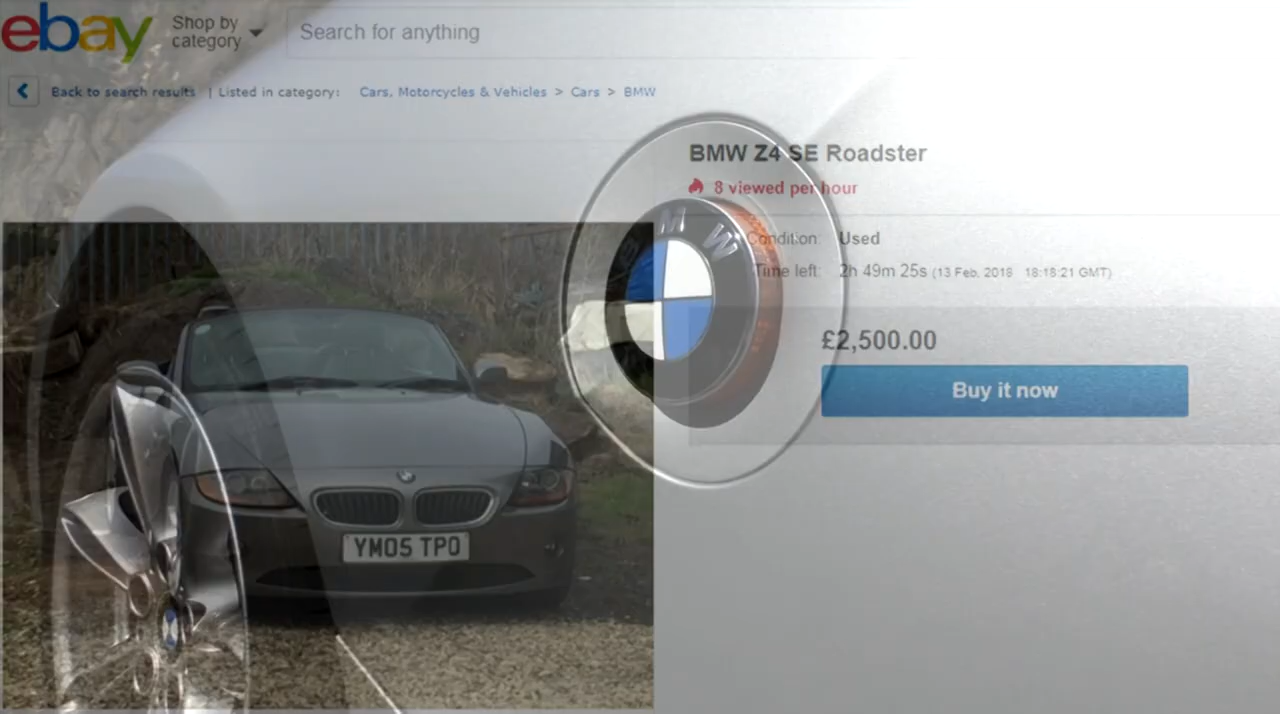 ebay
Shop by
category
Search for anything
Back to search results | Listed in category: Cars, Motorcycles & Vehicles > Cars > BMW
BMW Z4 SE Roadster
8 viewed per hour
BMW
Condition: Used
Time left: 2h 49m 25s (13 Feb, 2018 18:18:21 GMT)
£2,500.00
Buy it now
YM05 TPO